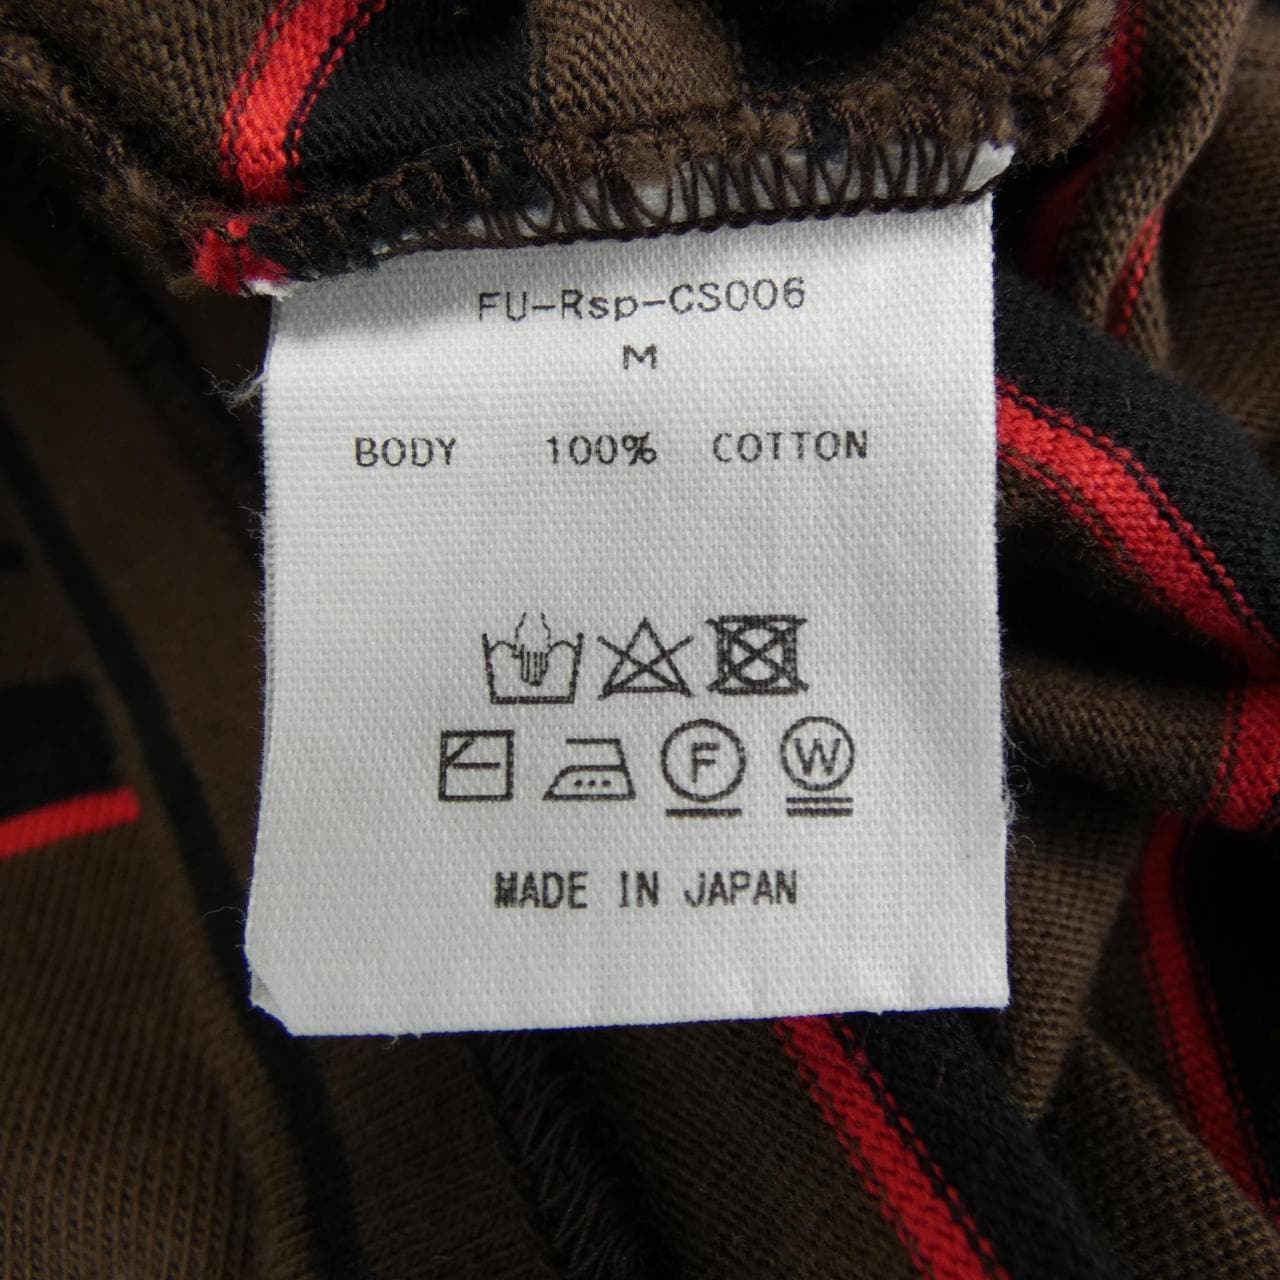 FU-Rsp-CS006
M
BODY 100% COTTON
F W
MADE IN JAPAN